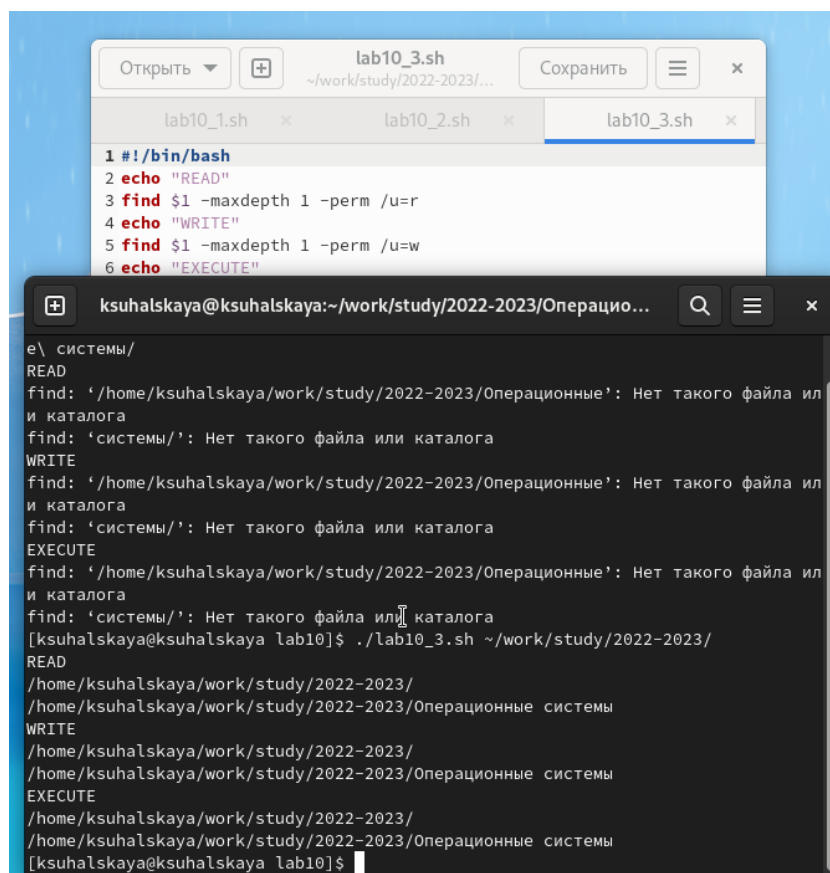 Открыть
lab10_3.sh
~/work/study/2022-2023/...
Сохранить
lab10_1.sh
lab10_2.sh
lab10_3.sh
1 #!/bin/bash
2 echo "READ"
3 find $1 -maxdepth 1 -perm /u=r
4 echo "WRITE"
5 find $1 -maxdepth 1 -perm /u=w
6 echo "EXECUTE"
ksuhalskaya@ksuhalskaya:~/work/study/2022-2023/Операцио...
е\ системы/
READ
find: ‘/home/ksuhalskaya/work/study/2022-2023/Операционные’: Нет такого файла ил
и каталога
find: ‘системы/’: Нет такого файла или каталога
WRITE
find: ‘/home/ksuhalskaya/work/study/2022-2023/Операционные’: Нет такого файла ил
и каталога
find: ‘системы/’: Нет такого файла или каталога
EXECUTE
find: ‘/home/ksuhalskaya/work/study/2022-2023/Операционные’: Нет такого файла ил
и каталога
find: ‘системы/’: Нет такого файла или каталога
[ksuhalskaya@ksuhalskaya lab10]$ ./lab10_3.sh ~/work/study/2022-2023/
READ
/home/ksuhalskaya/work/study/2022-2023/
/home/ksuhalskaya/work/study/2022-2023/Операционные системы
WRITE
/home/ksuhalskaya/work/study/2022-2023/
/home/ksuhalskaya/work/study/2022-2023/Операционные системы
EXECUTE
/home/ksuhalskaya/work/study/2022-2023/
/home/ksuhalskaya/work/study/2022-2023/Операционные системы
[ksuhalskaya@ksuhalskaya lab10]$